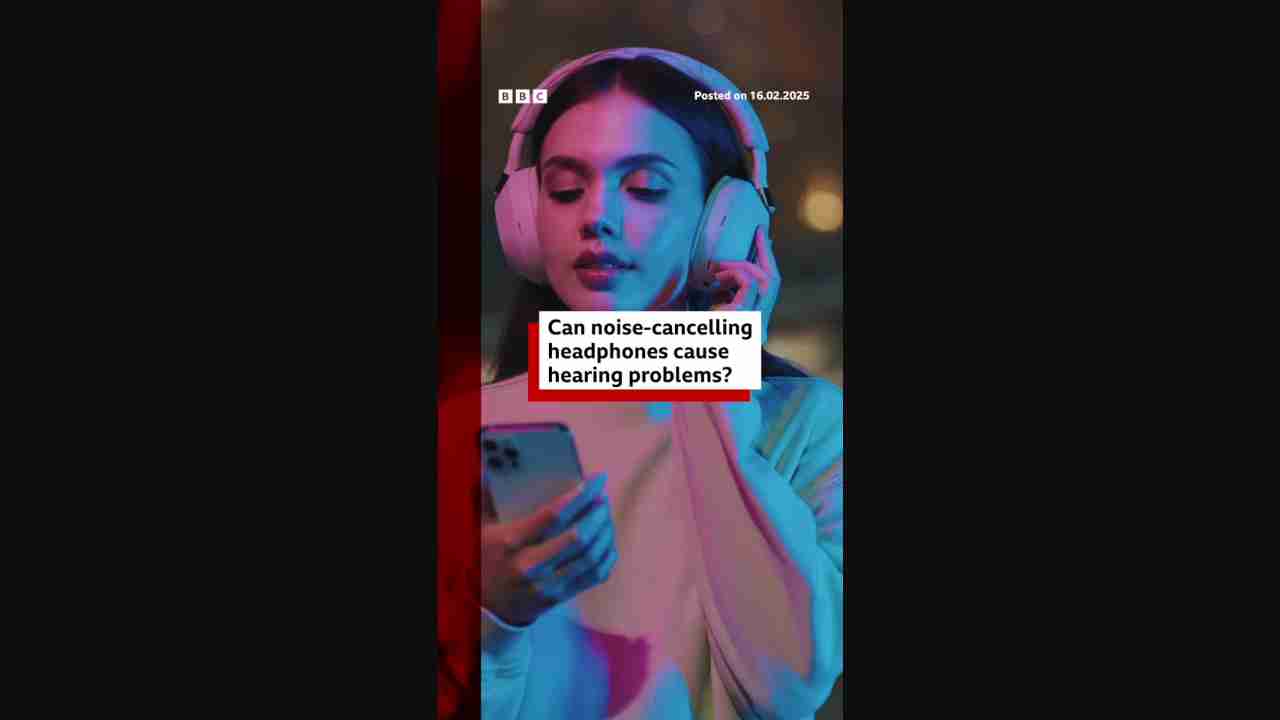 BBC
Posted on 16.02.2025
Can noise-cancelling
headphones cause
hearing problems?